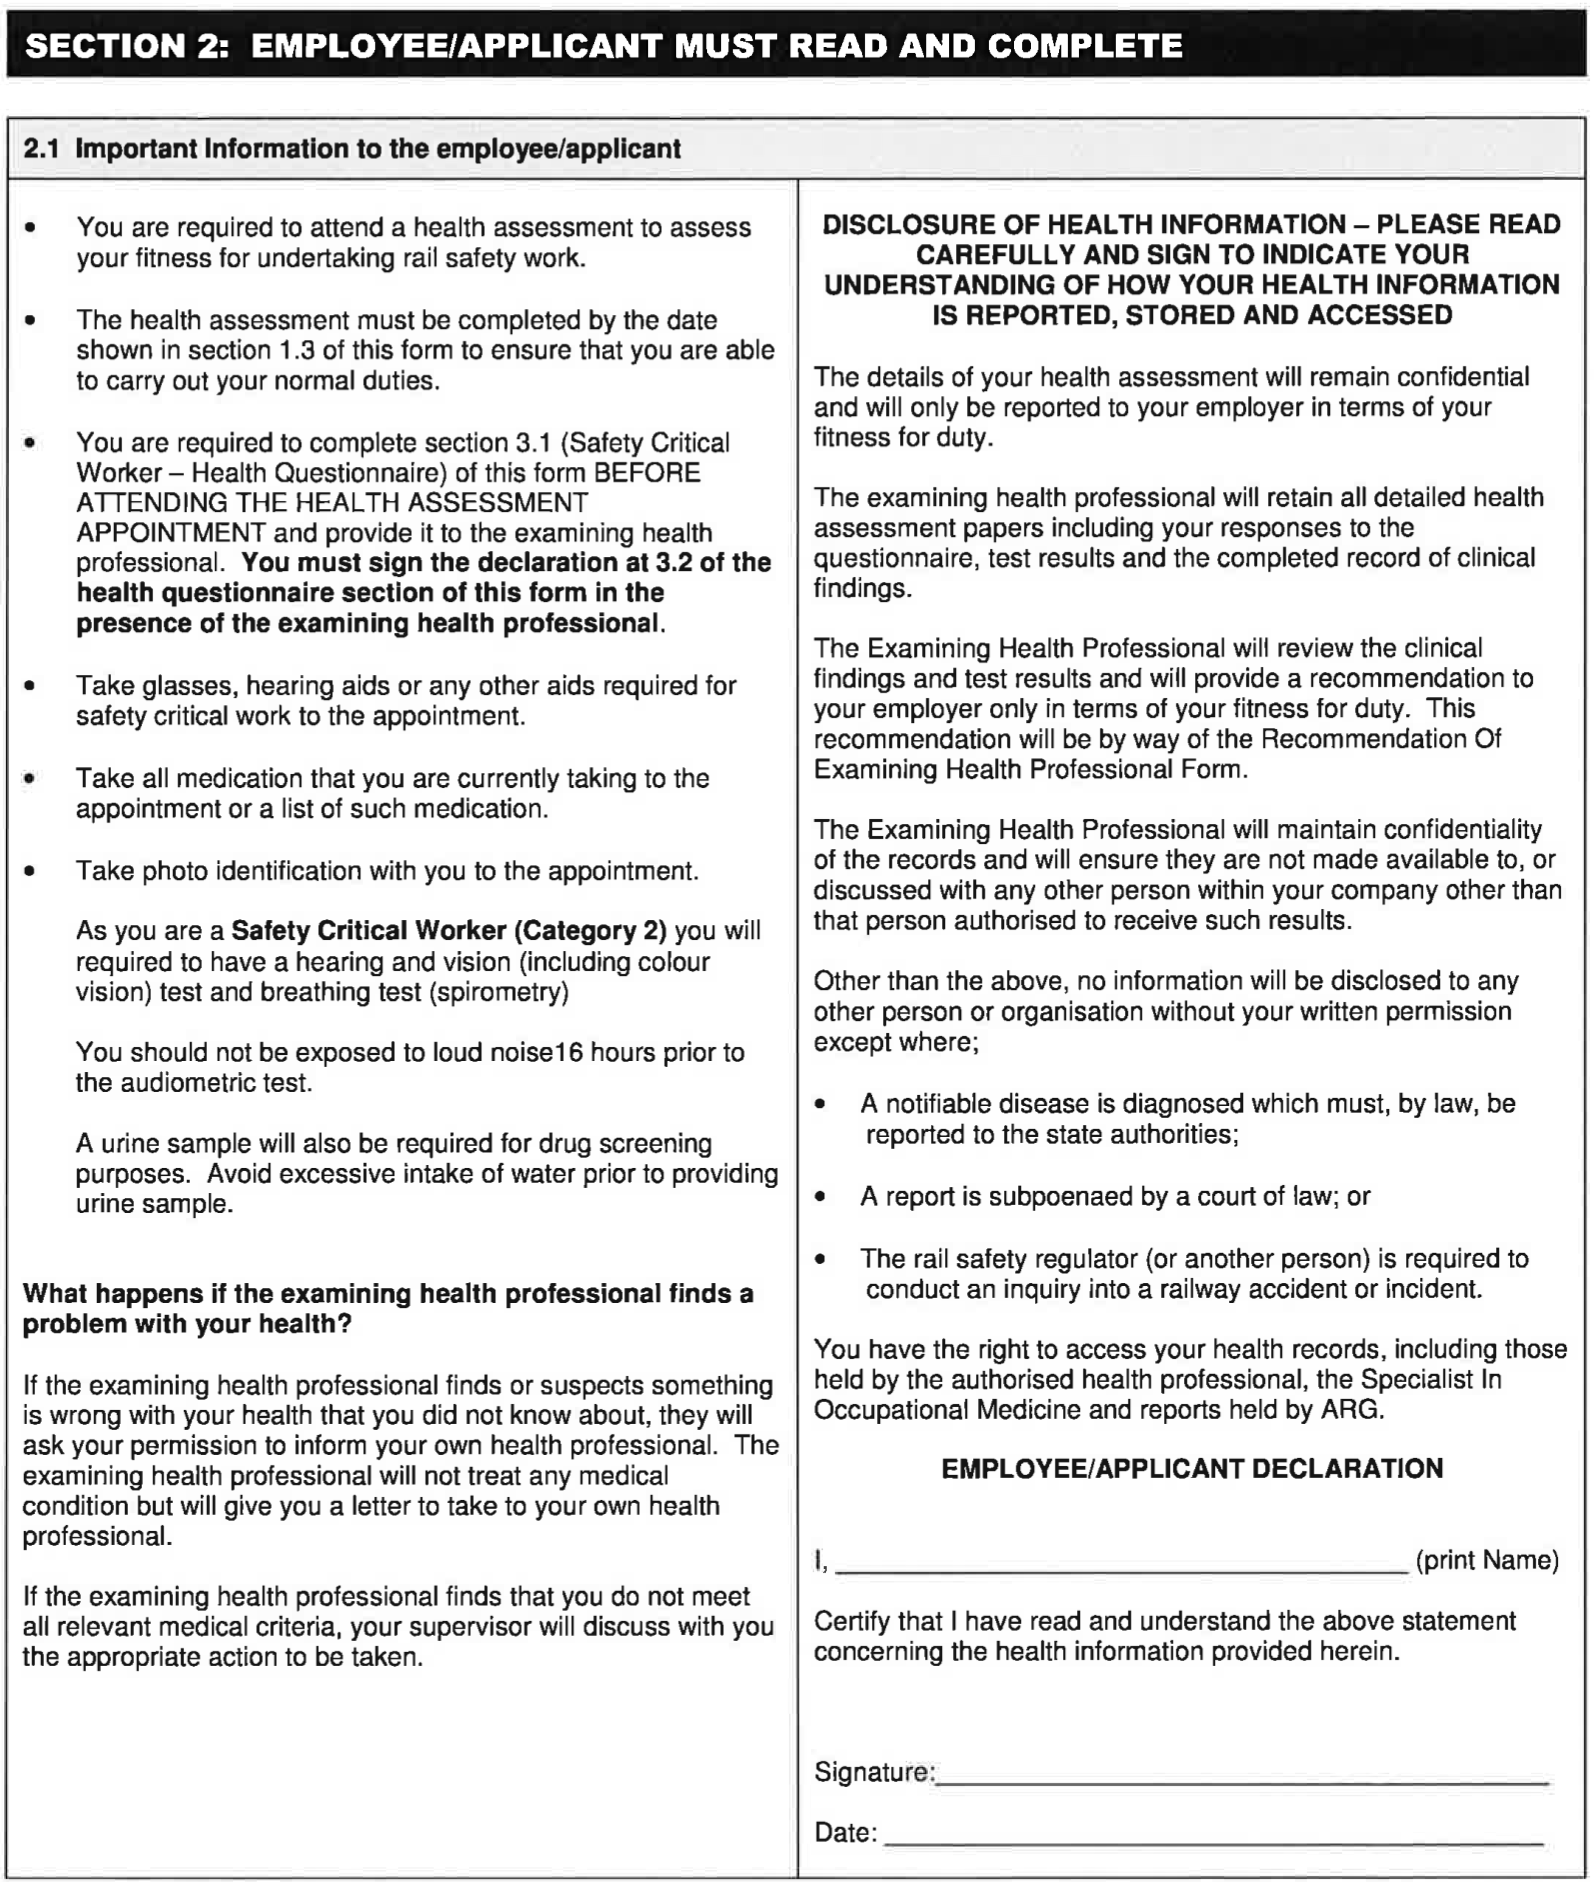 SECTION 2: EMPLOYEE/APPLICANT MUST READ AND COMPLETE
2.1 Important Information to the employee/applicant
• You are required to attend a health assessment to assess
your fitness for undertaking rail safety work.
• The health assessment must be completed by the date
shown in section 1.3 of this form to ensure that you are able
to carry out your normal duties.
• You are required to complete section 3.1 (Safety Critical
Worker – Health Questionnaire) of this form BEFORE
ATTENDING THE HEALTH ASSESSMENT
APPOINTMENT and provide it to the examining health
professional. You must sign the declaration at 3.2 of the
health questionnaire section of this form in the
presence of the examining health professional.
• Take glasses, hearing aids or any other aids required for
safety critical work to the appointment.
• Take all medication that you are currently taking to the
appointment or a list of such medication.
• Take photo identification with you to the appointment.
As you are a Safety Critical Worker (Category 2) you will
required to have a hearing and vision (including colour
vision) test and breathing test (spirometry)
You should not be exposed to loud noise16 hours prior to
the audiometric test.
A urine sample will also be required for drug screening
purposes. Avoid excessive intake of water prior to providing
urine sample.
What happens if the examining health professional finds a
problem with your health?
If the examining health professional finds or suspects something
is wrong with your health that you did not know about, they will
ask your permission to inform your own health professional. The
examining health professional will not treat any medical
condition but will give you a letter to take to your own health
professional.
If the examining health professional finds that you do not meet
all relevant medical criteria, your supervisor will discuss with you
the appropriate action to be taken.
DISCLOSURE OF HEALTH INFORMATION – PLEASE READ
CAREFULLY AND SIGN TO INDICATE YOUR
UNDERSTANDING OF HOW YOUR HEALTH INFORMATION
IS REPORTED, STORED AND ACCESSED
The details of your health assessment will remain confidential
and will only be reported to your employer in terms of your
fitness for duty.
The examining health professional will retain all detailed health
assessment papers including your responses to the
questionnaire, test results and the completed record of clinical
findings.
The Examining Health Professional will review the clinical
findings and test results and will provide a recommendation to
your employer only in terms of your fitness for duty. This
recommendation will be by way of the Recommendation Of
Examining Health Professional Form.
The Examining Health Professional will maintain confidentiality
of the records and will ensure they are not made available to, or
discussed with any other person within your company other than
that person authorised to receive such results.
Other than the above, no information will be disclosed to any
other person or organisation without your written permission
except where;
• A notifiable disease is diagnosed which must, by law, be
reported to the state authorities;
• A report is subpoenaed by a court of law; or
• The rail safety regulator (or another person) is required to
conduct an inquiry into a railway accident or incident.
You have the right to access your health records, including those
held by the authorised health professional, the Specialist In
Occupational Medicine and reports held by ARG.
EMPLOYEE/APPLICANT DECLARATION
I, ______________________________ (print Name)
Certify that I have read and understand the above statement
concerning the health information provided herein.
Signature:______________________________
Date: ______________________________